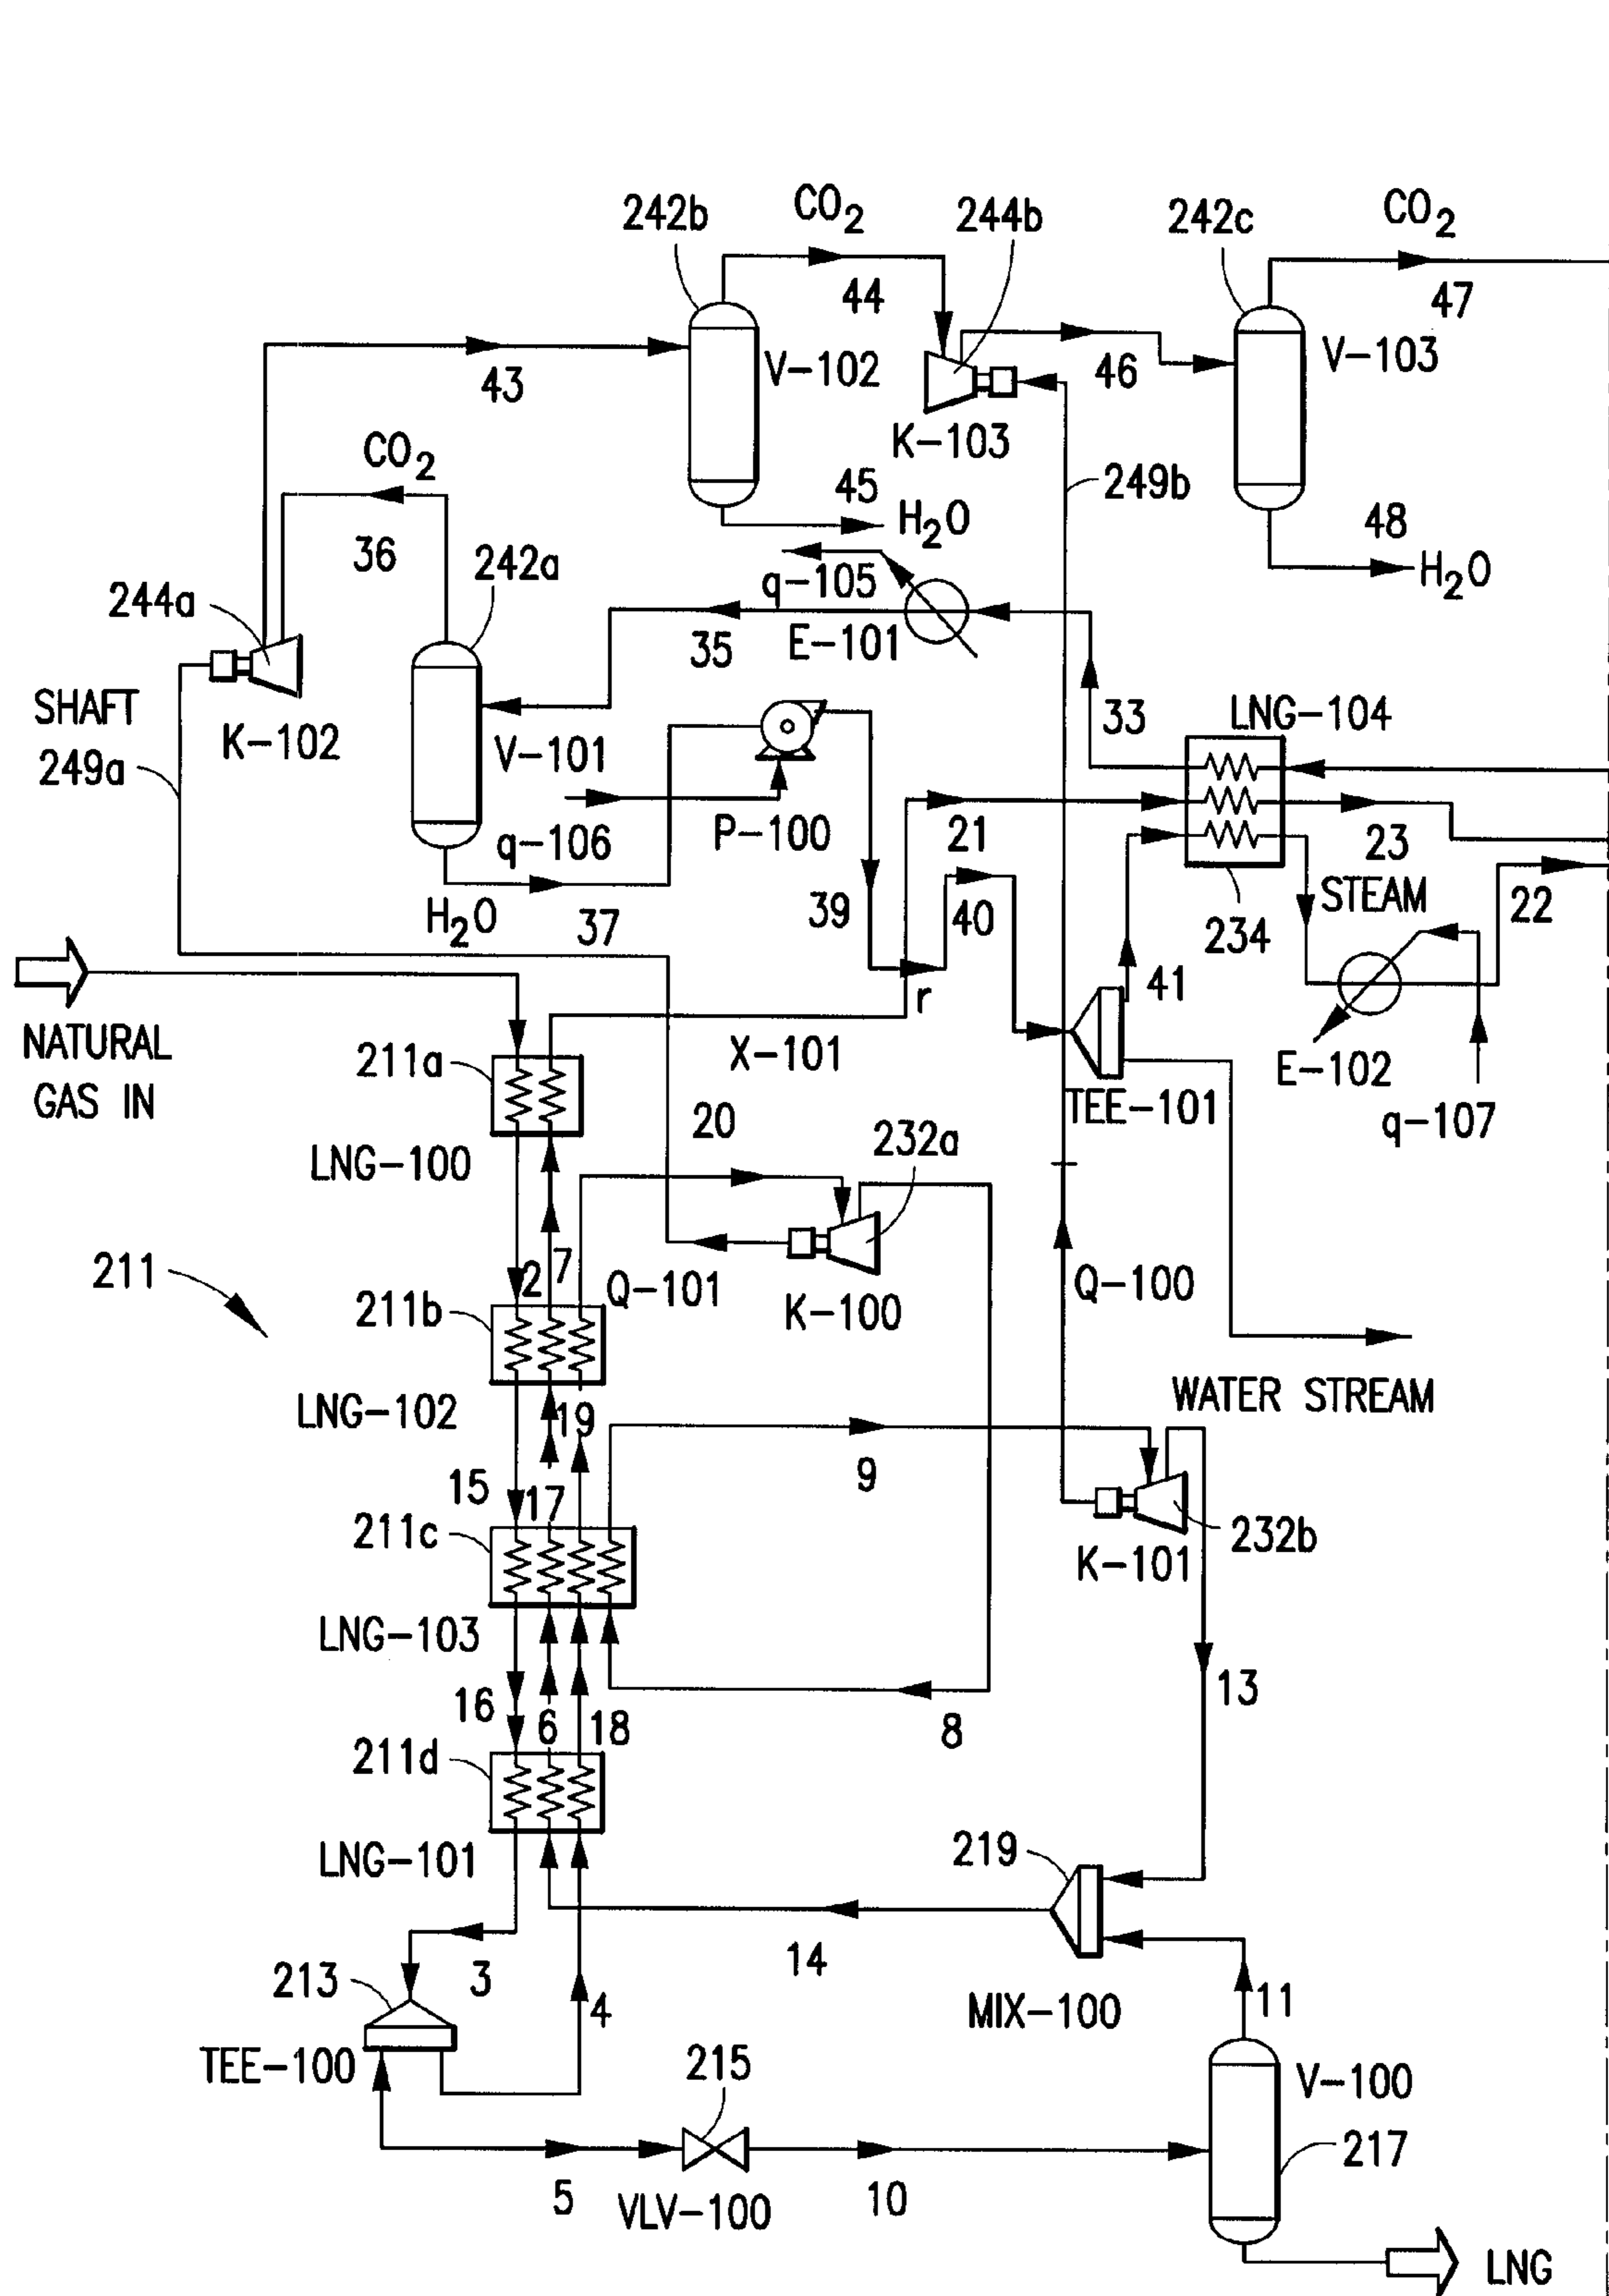 CO2
CO2
242b
244b
242c
44
47
V-102
V-103
43
46
K-103
CO2
249b
45
H2O
48
36
242a
H2O
q-105
244a
35
E-101
SHAFT
249a
K-102
V-101
33
LNG-104
q-106
P-100
21
23
STEAM
H2O
37
39
40
234
22
41
r
NATURAL
GAS IN
211a
X-101
E-102
TEE-101
q-107
LNG-100
20
232a
211
2
7
Q-101
Q-100
211b
K-100
LNG-102
19
WATER STREAM
15
17
9
211c
232b
K-101
LNG-103
16
6
18
8
13
211d
LNG-101
219
14
213
3
4
MIX-100
11
TEE-100
215
V-100
217
5
VLV-100
10
LNG